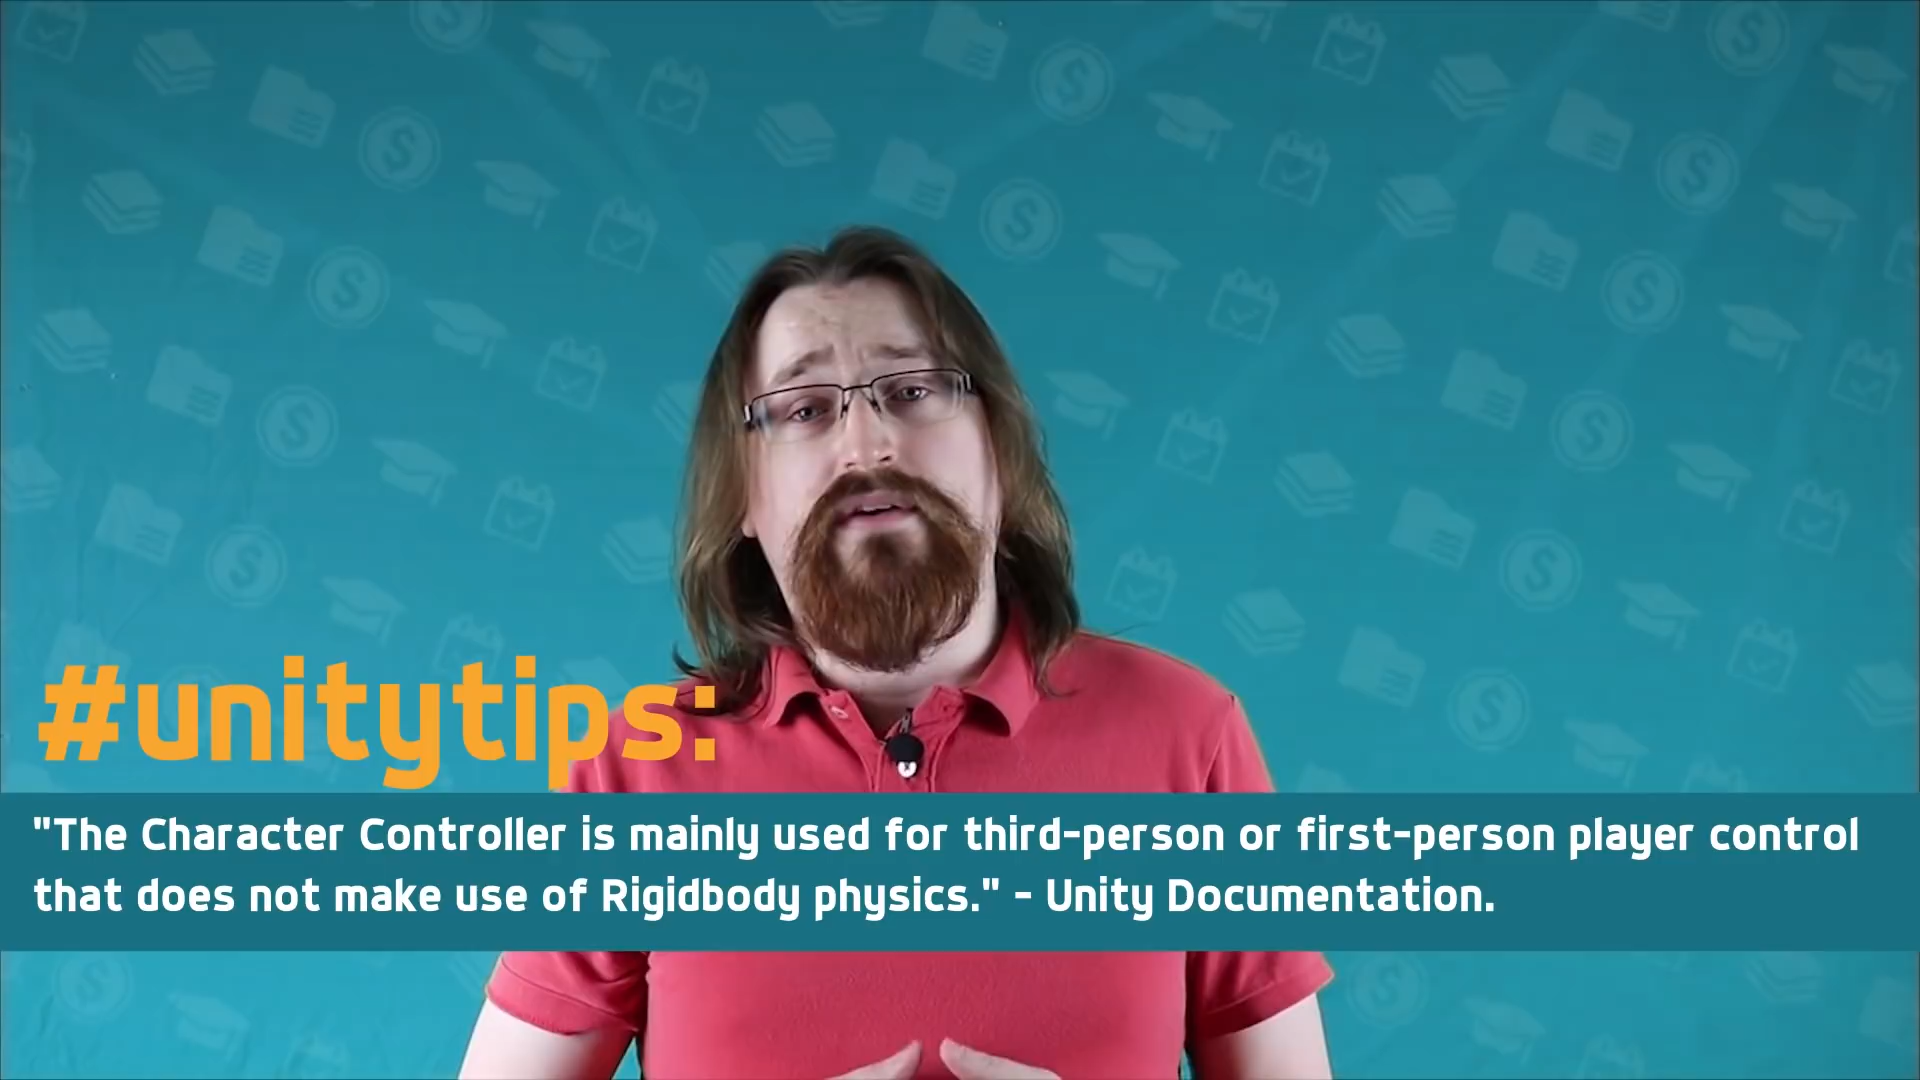 #unitytips:
"The Character Controller is mainly used for third-person or first-person player control
that does not make use of Rigidbody physics." - Unity Documentation.